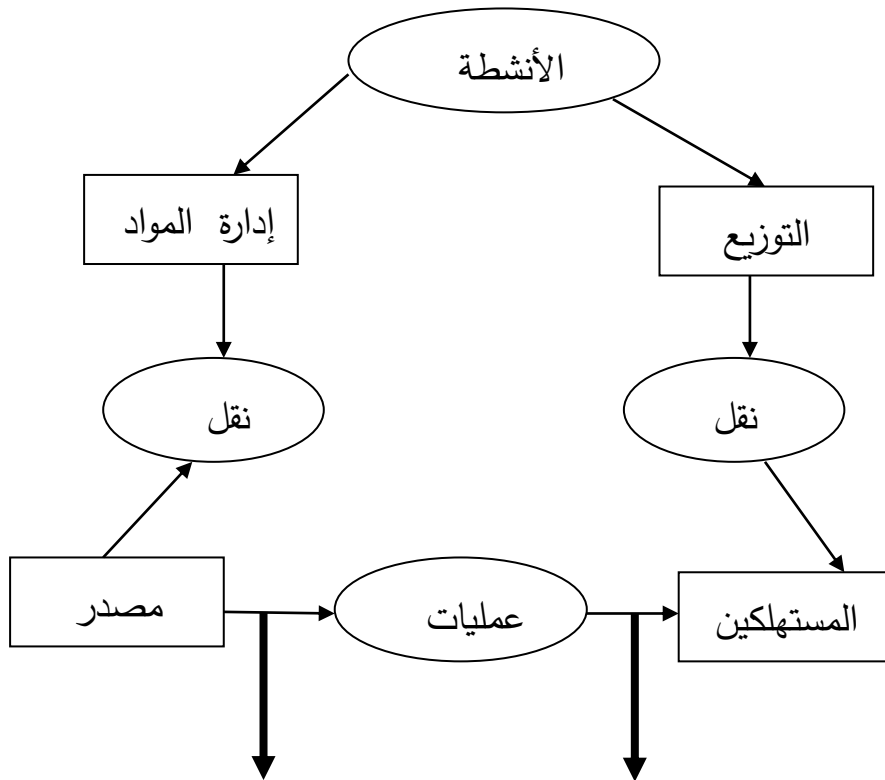 الأنشطة
إدارة المواد
التوزيع
نقل
نقل
مصدر
عمليات
المستهلكين